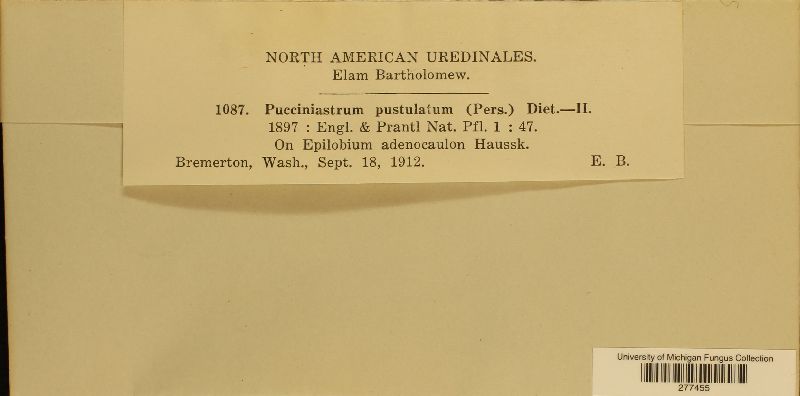 NORTH AMERICAN UREDINALES.
Elam Bartholomew.
1087. Pucciniastrum pustulatum (Pers.) Diet.—II.
1897 : Engl. & Prantl Nat. Pfl. 1 : 47.
On Epilobium adenocaulon Haussk.
Bremerton, Wash., Sept. 18, 1912. E. B.
University of Michigan Fungus Collection
277455